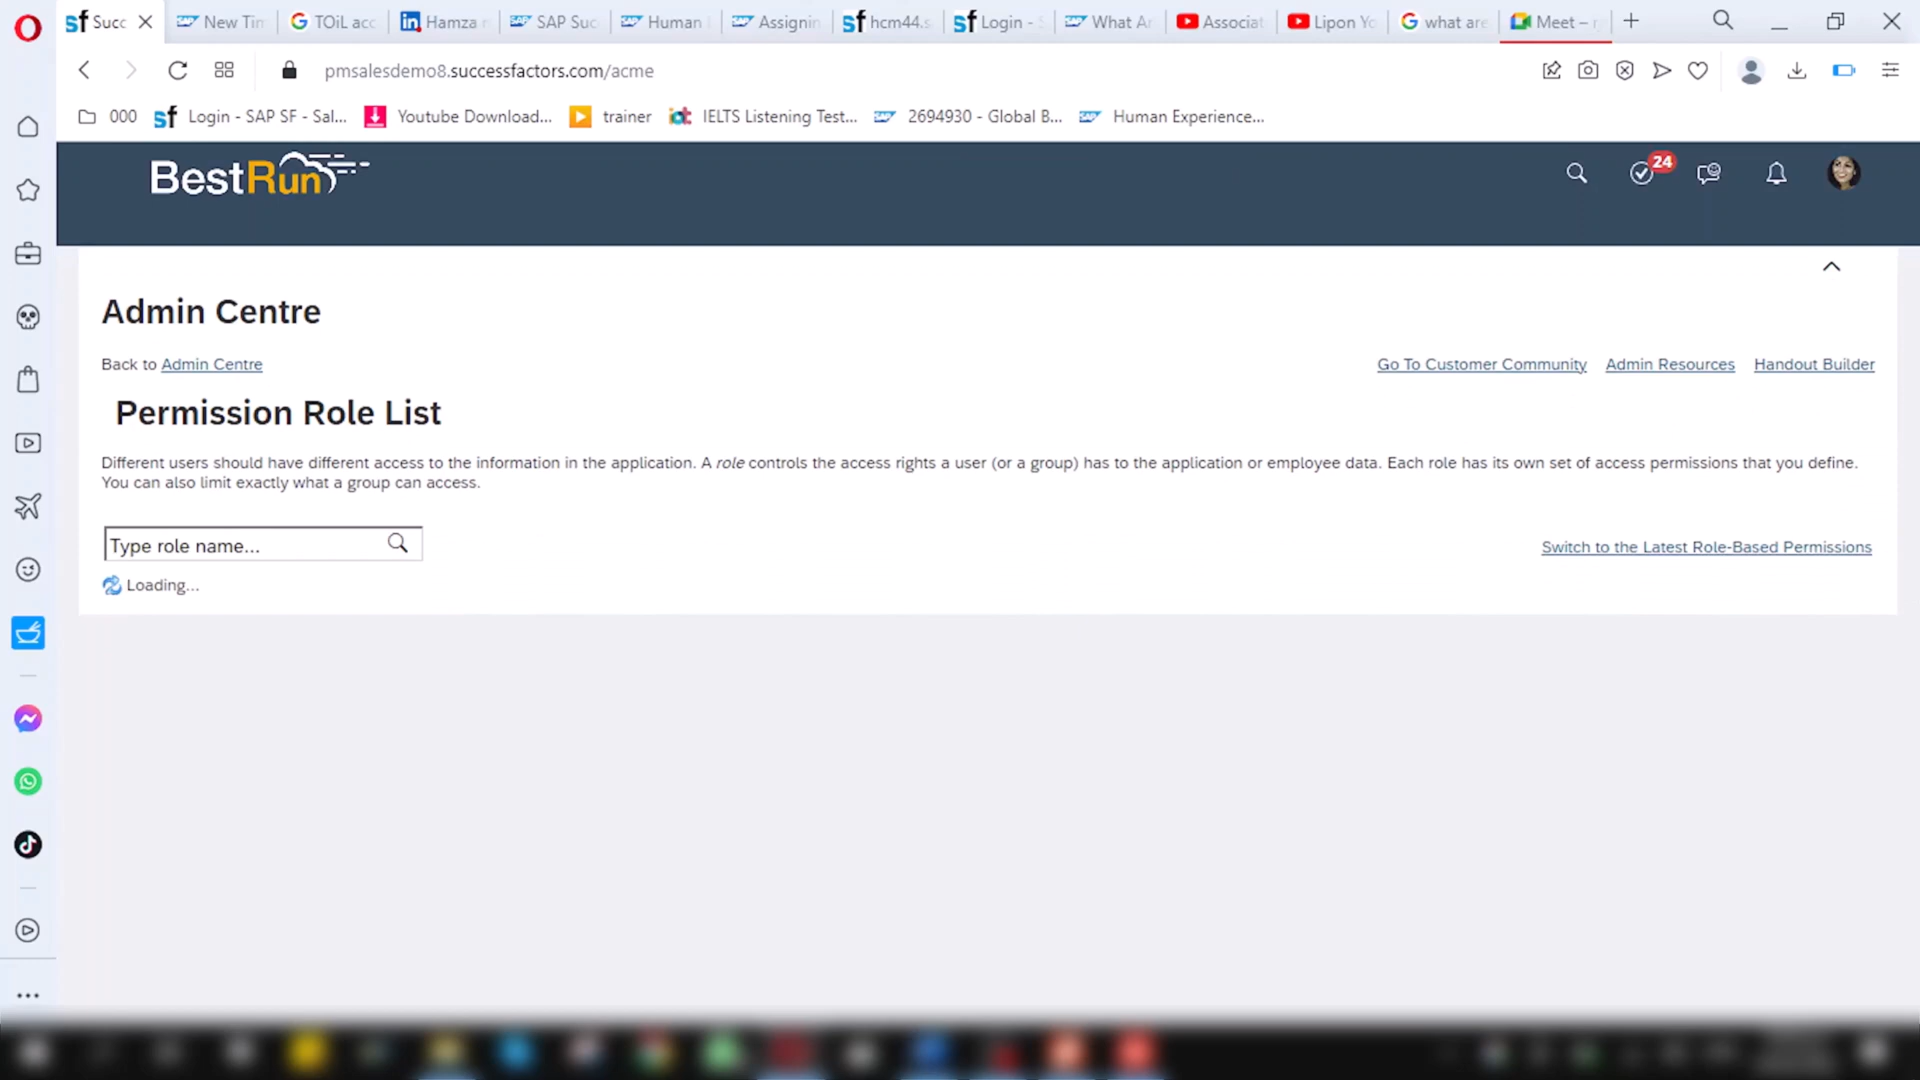 Succ
New Tim
TOiL acc
Hamza
SAP Suc
Human
Assignin
hcm44.s
Login -
What Ar
Associat
Lipon Yo
what are
Meet –
pmsalesdemo8.successfactors.com/acme
000
Login - SAP SF - Sal...
Youtube Download...
trainer
IELTS Listening Test...
2694930 - Global B...
Human Experience...
BestRun
24
Admin Centre
Back to Admin Centre
Go To Customer Community
Admin Resources
Handout Builder
Permission Role List
Different users should have different access to the information in the application. A role controls the access rights a user (or a group) has to the application or employee data. Each role has its own set of access permissions that you define.
You can also limit exactly what a group can access.
Type role name...
Switch to the Latest Role-Based Permissions
Loading...